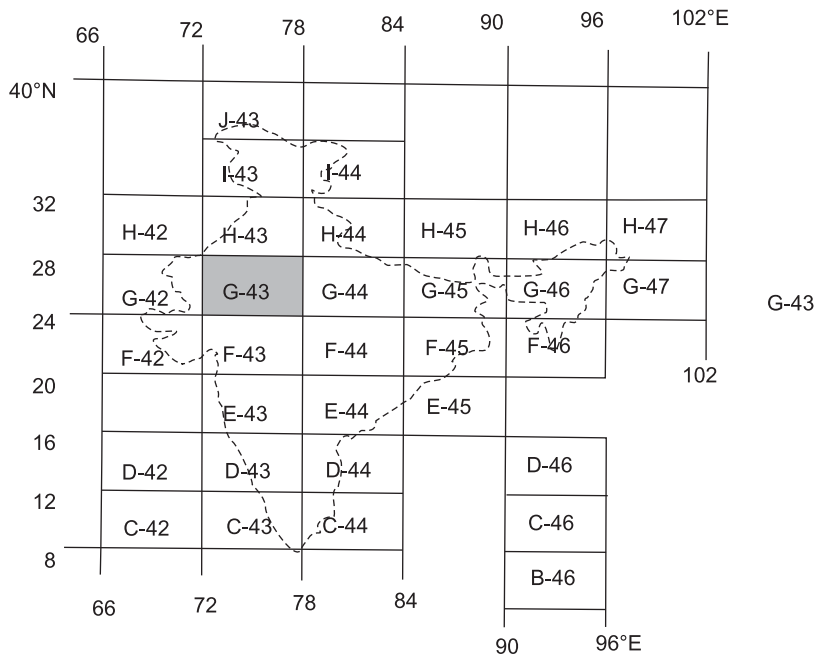 66 72 78 84 90 96 102°E
40°N
J-43
I-43 I-44
32
H-42 H-43 H-44 H-45 H-46 H-47
28
G-42 G-43 G-44 G-45 G-46 G-47 G-43
24
F-42 F-43 F-44 F-45 F-46
102
20
E-43 E-44 E-45
16
D-42 D-43 D-44 D-46
12
C-42 C-43 C-44 C-46
8
B-46
66 72 78 84
90 96°E